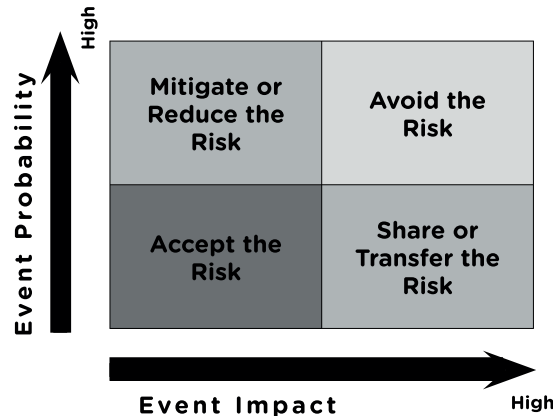 High
Event Probability
Mitigate or
Reduce the
Risk
Avoid the
Risk
Accept the
Risk
Share or
Transfer the
Risk
Event Impact
High